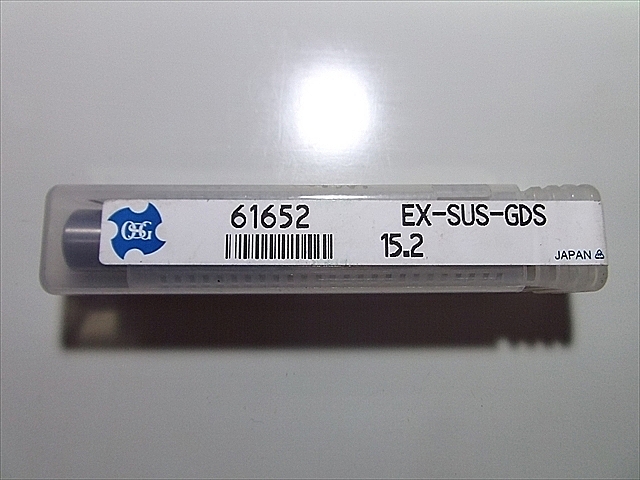 OSG
61652
EX-SUS-GDS
15.2
JAPAN